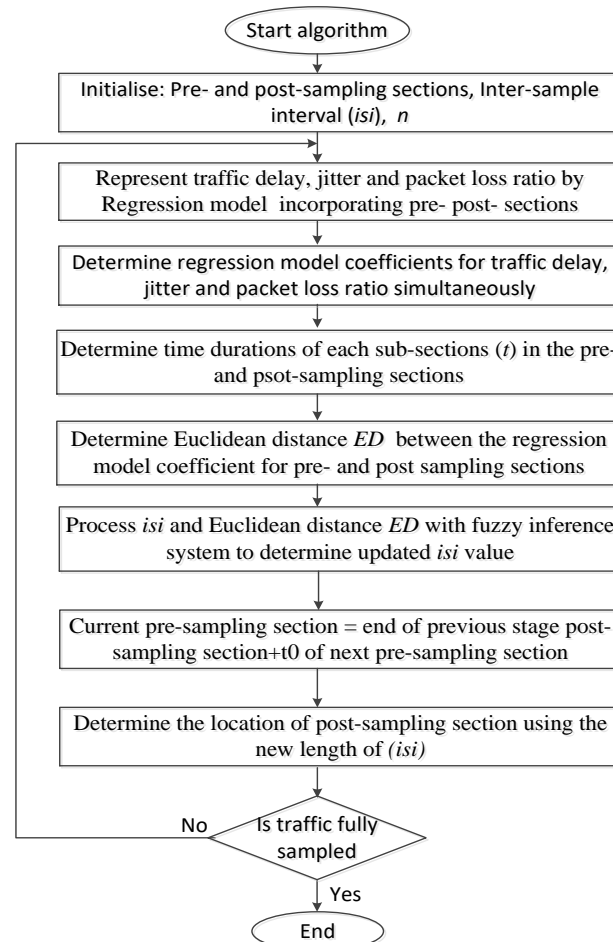 Start algorithm
Initialise: Pre- and post-sampling sections, Inter-sample
interval (isi), n
Represent traffic delay, jitter and packet loss ratio by
Regression model incorporating pre- post- sections
Determine regression model coefficients for traffic delay,
jitter and packet loss ratio simultaneously
Determine time durations of each sub-sections (t) in the pre-
and psot-sampling sections
Determine Euclidean distance ED between the regression
model coefficient for pre- and post sampling sections
Process isi and Euclidean distance ED with fuzzy inference
system to determine updated isi value
Current pre-sampling section = end of previous stage post-
sampling section+t0 of next pre-sampling section
Determine the location of post-sampling section using the
new length of (isi)
No
Is traffic fully
sampled
Yes
End